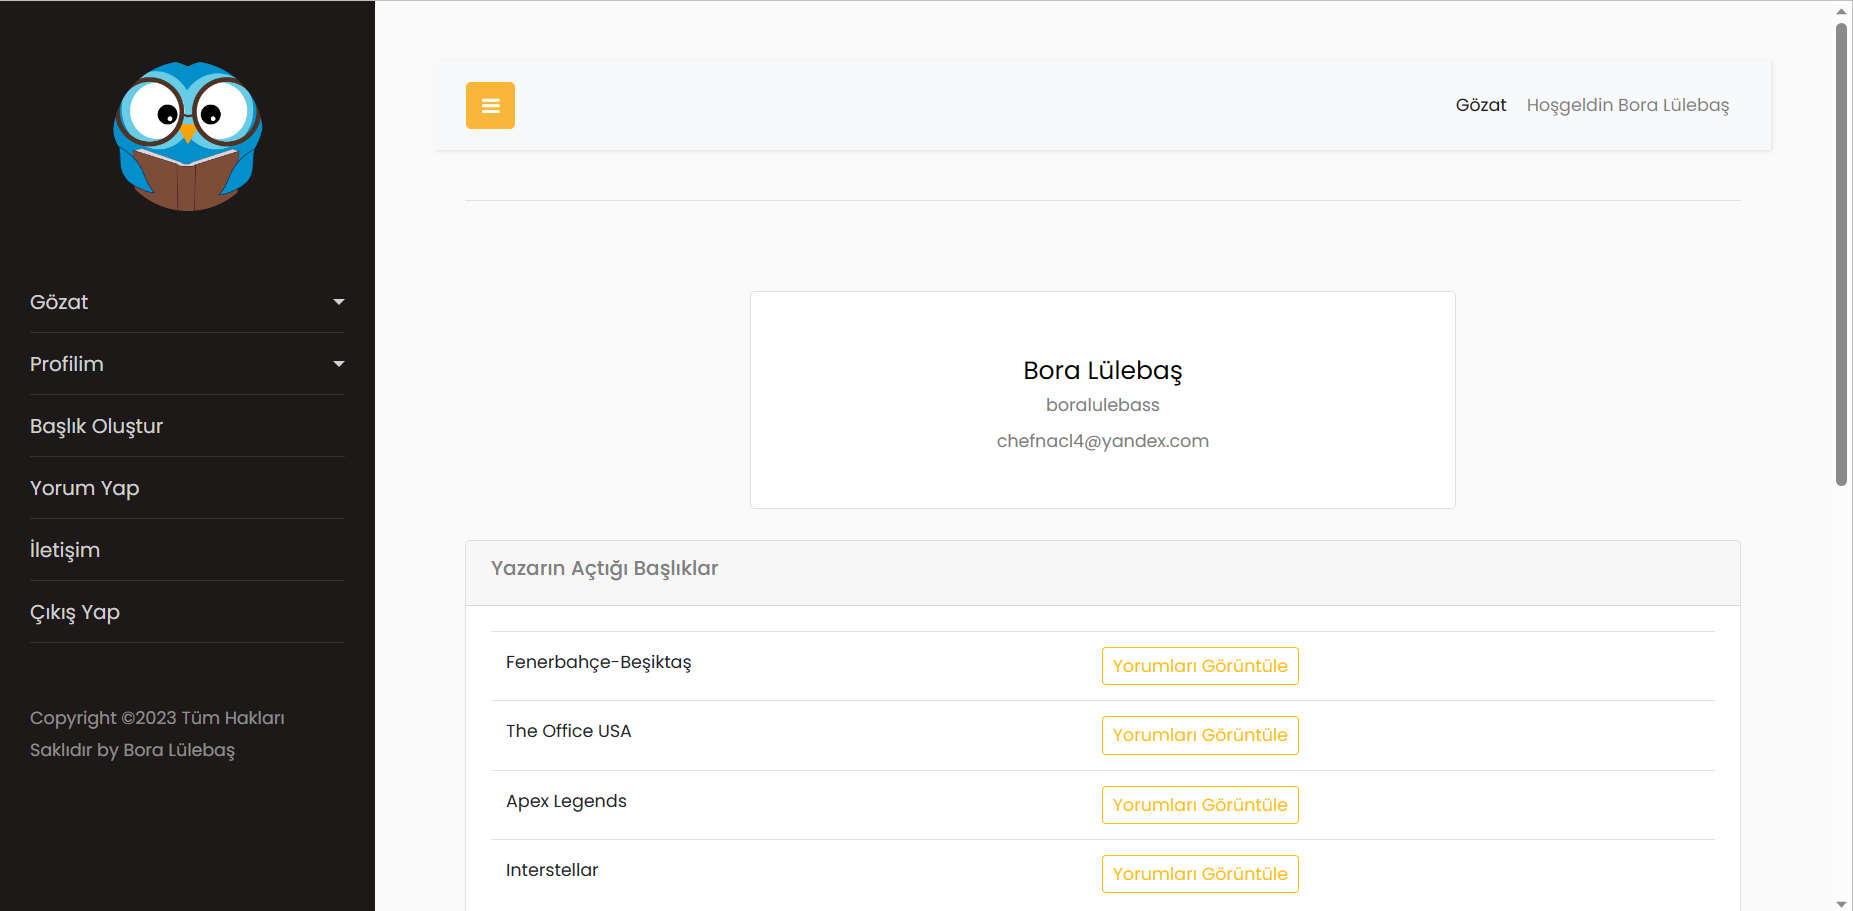 Gözat
Profilim
Başlık Oluştur
Yorum Yap
İletişim
Çıkış Yap
Copyright ©2023 Tüm Hakları
Saklıdır by Bora Lülebaş
Gözat Hoşgeldin Bora Lülebaş
Bora Lülebaş
boralulebass
chefnacl4@yandex.com
Yazarın Açtığı Başlıklar
Fenerbahçe-Beşiktaş Yorumları Görüntüle
The Office USA Yorumları Görüntüle
Apex Legends Yorumları Görüntüle
Interstellar Yorumları Görüntüle